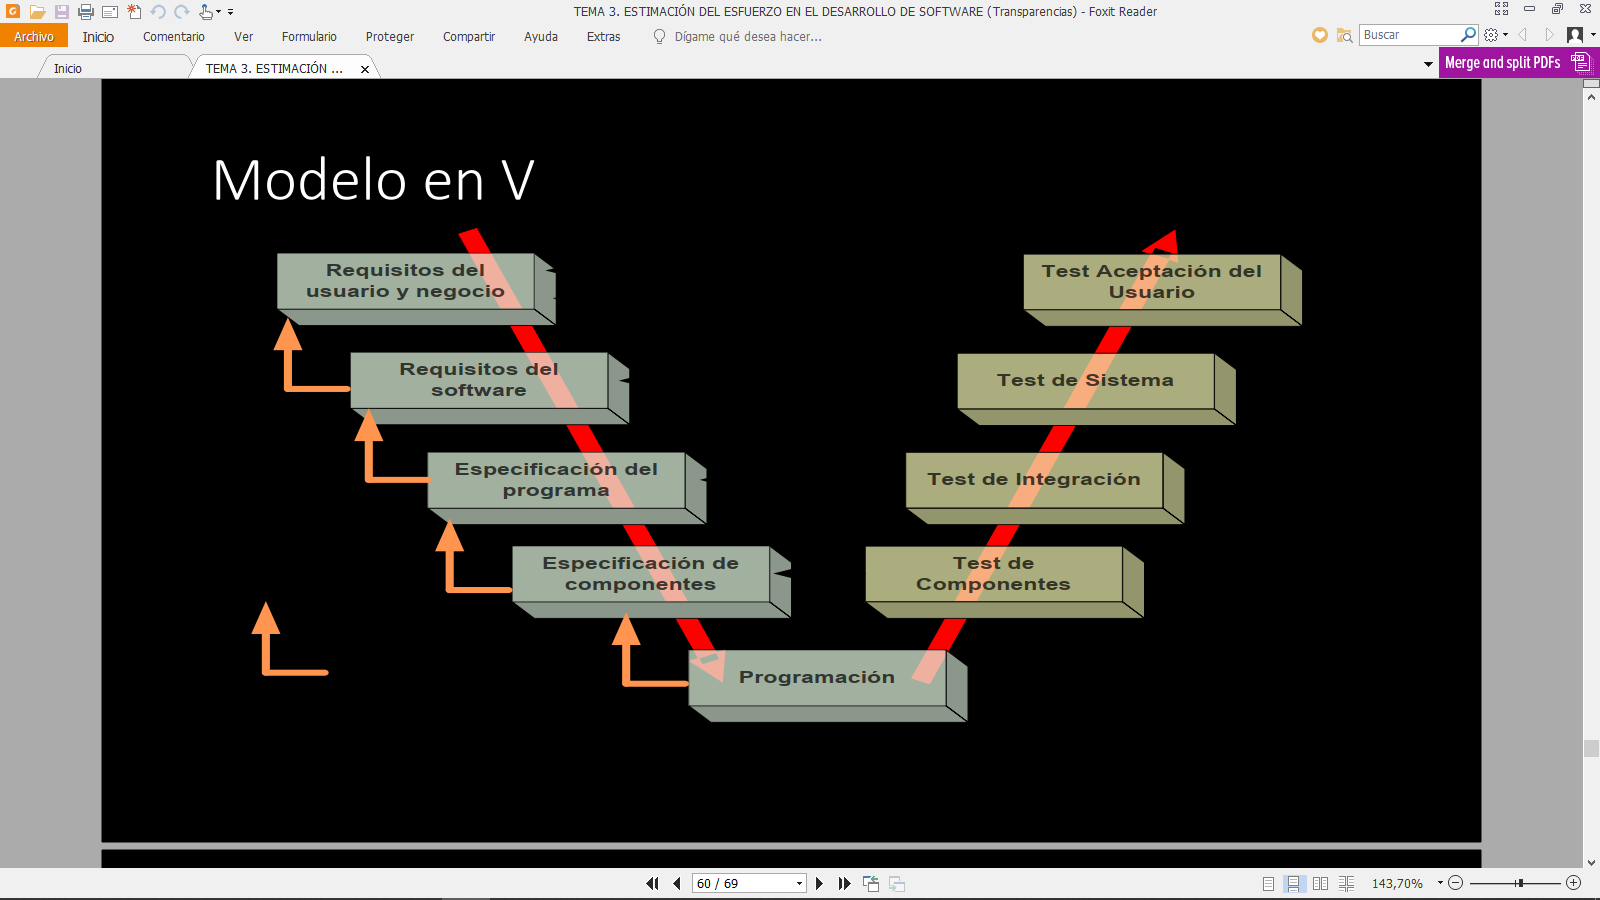 TEMA 3. ESTIMACIÓN DEL ESFUERZO EN EL DESARROLLO DE SOFTWARE (Transparencias) - Foxit Reader
Archivo Inicio Comentario Ver Formulario Proteger Compartir Ayuda Extras Dígame qué desea hacer... Buscar
Inicio TEMA 3. ESTIMACIÓN ... Merge and split PDFs
Modelo en V
Requisitos del
usuario y negocio
Requisitos del
software
Especificación del
programa
Especificación de
componentes
Programación
Test Aceptación del
Usuario
Test de Sistema
Test de Integración
Test de
Componentes
60 / 69
143,70%